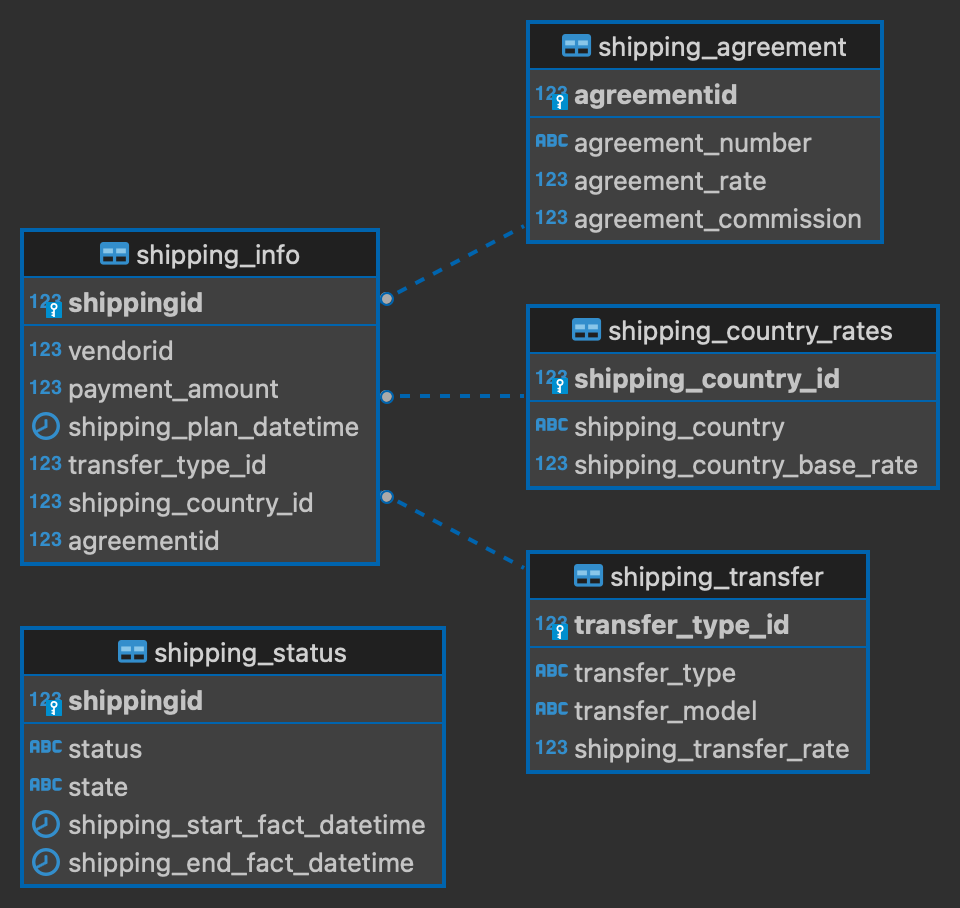 shipping_agreement
123 agreementid
ABC agreement_number
123 agreement_rate
123 agreement_commission
shipping_info
123 shippingid
123 vendorid
123 payment_amount
shipping_plan_datetime
123 transfer_type_id
123 shipping_country_id
123 agreementid
shipping_country_rates
123 shipping_country_id
ABC shipping_country
123 shipping_country_base_rate
shipping_transfer
123 transfer_type_id
ABC transfer_type
ABC transfer_model
123 shipping_transfer_rate
shipping_status
123 shippingid
ABC status
ABC state
shipping_start_fact_datetime
shipping_end_fact_datetime